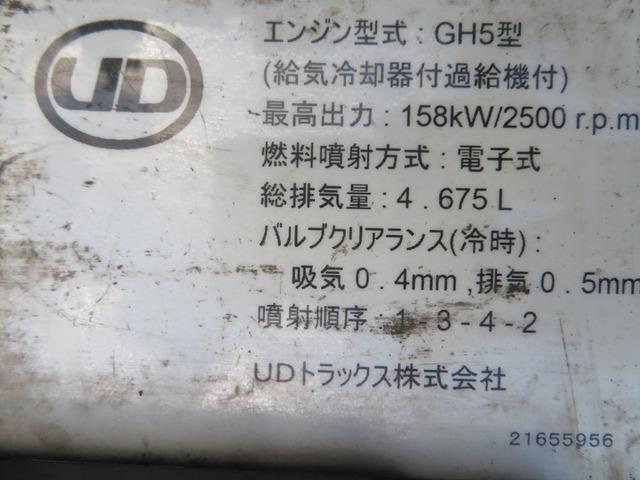 UD
エンジン型式 : GH5型
(給気冷却器付過給機付)
最高出力 : 158kW/2500 r.p.m
燃料噴射方式 : 電子式
総排気量 : 4 . 675 L
バルブクリアランス(冷時) :
吸気 0 . 4mm , 排気 0 . 5mm
噴射順序 : 1 - 3 - 4 - 2
UDトラックス株式会社
21655956